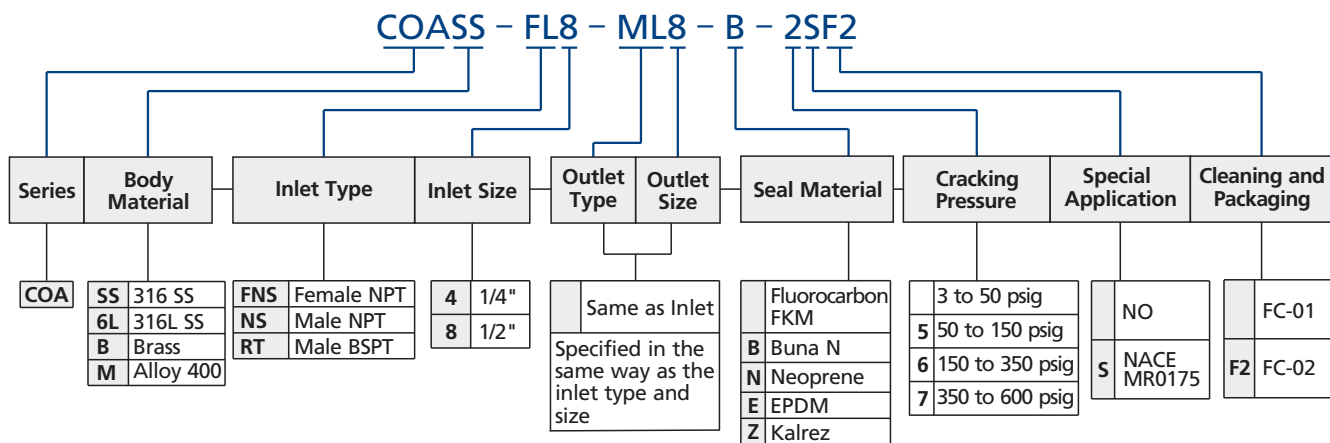 COASS – FL8 – ML8 – B – 2SF2
Series
Body
Material
Inlet Type
Inlet Size
Outlet
Type
Outlet
Size
Seal Material
Cracking
Pressure
Special
Application
Cleaning and
Packaging
COA
SS 316 SS
6L 316L SS
B Brass
M Alloy 400
FNS Female NPT
NS Male NPT
RT Male BSPT
4 1/4"
8 1/2"
Same as Inlet
Specified in the
same way as the
inlet type and
size
Fluorocarbon
FKM
B Buna N
N Neoprene
E EPDM
Z Kalrez
3 to 50 psig
5 50 to 150 psig
6 150 to 350 psig
7 350 to 600 psig
NO
S NACE
MR0175
FC-01
F2 FC-02